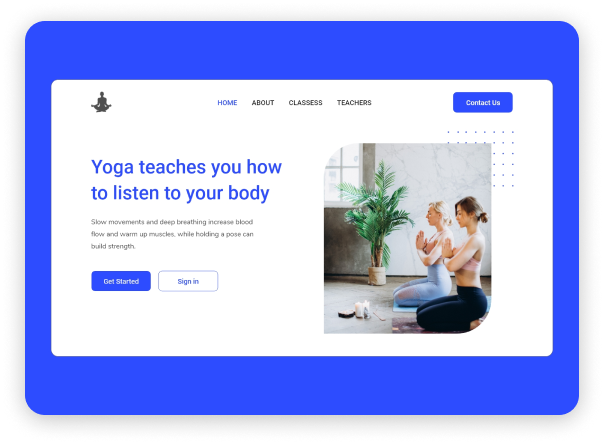 HOME ABOUT CLASSESS TEACHERS Contact Us
Yoga teaches you how
to listen to your body
Slow movements and deep breathing increase blood
flow and warm up muscles, while holding a pose can
build strength.
Get Started Sign in